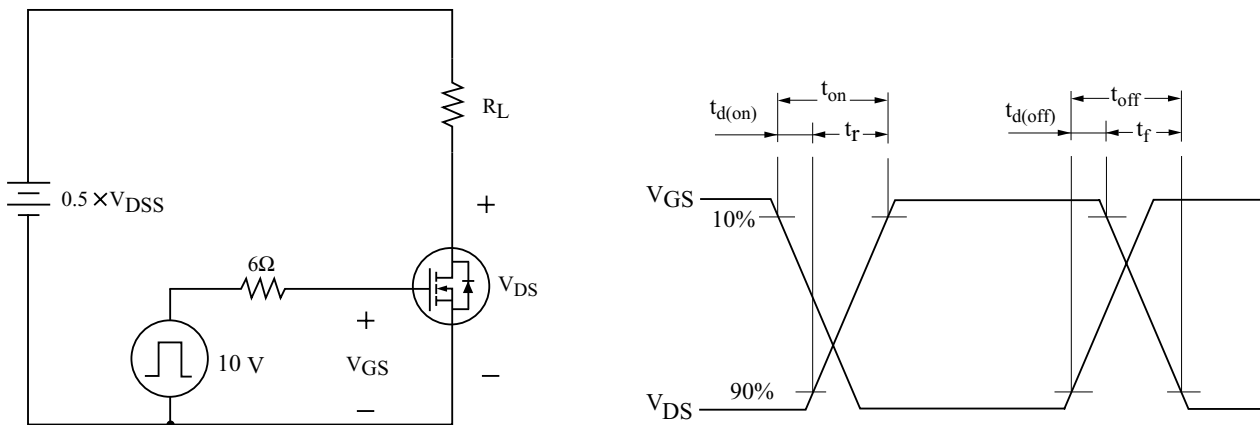 R_L
0.5 × V_DSS
+
6Ω
V_DS
+
10 V
V_GS
−
−
t_on
t_off
t_d(on)
t_r
t_d(off)
t_f
V_GS
10%
90%
V_DS